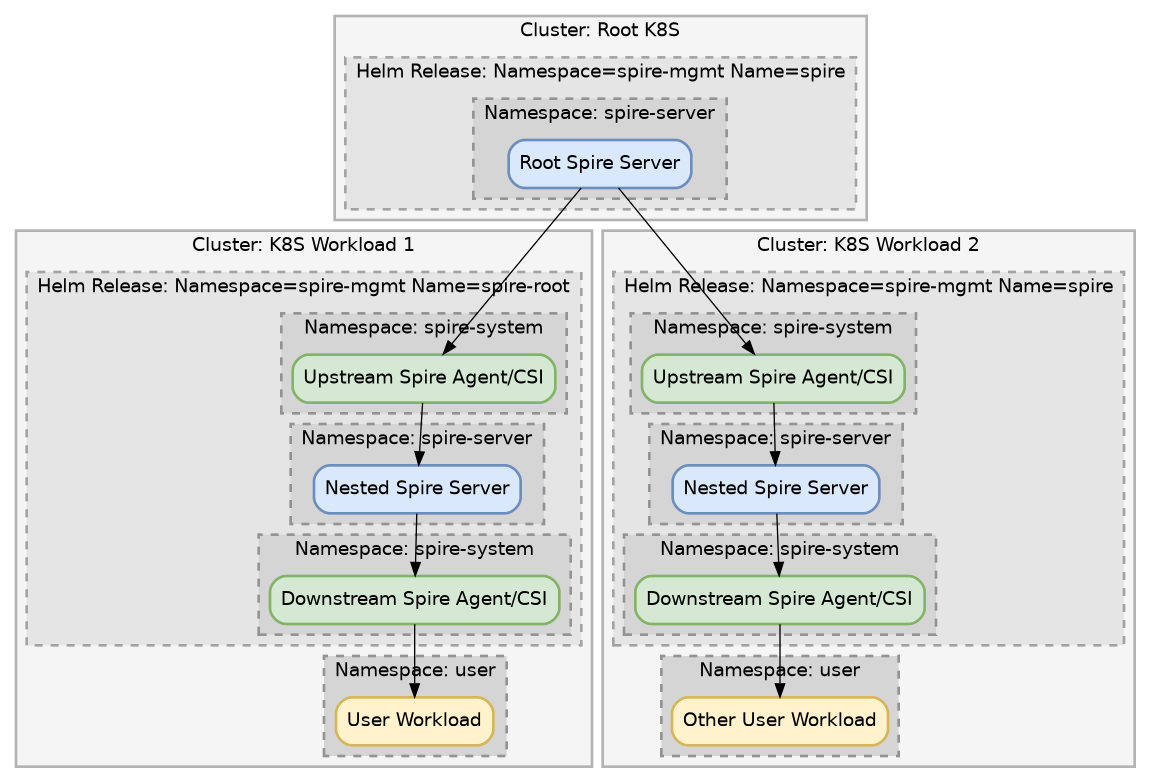 Cluster: Root K8S
Helm Release: Namespace=spire-mgmt Name=spire
Namespace: spire-server
Root Spire Server
Cluster: K8S Workload 1
Helm Release: Namespace=spire-mgmt Name=spire-root
Namespace: spire-system
Upstream Spire Agent/CSI
Namespace: spire-server
Nested Spire Server
Namespace: spire-system
Downstream Spire Agent/CSI
Namespace: user
User Workload
Cluster: K8S Workload 2
Helm Release: Namespace=spire-mgmt Name=spire
Namespace: spire-system
Upstream Spire Agent/CSI
Namespace: spire-server
Nested Spire Server
Namespace: spire-system
Downstream Spire Agent/CSI
Namespace: user
Other User Workload